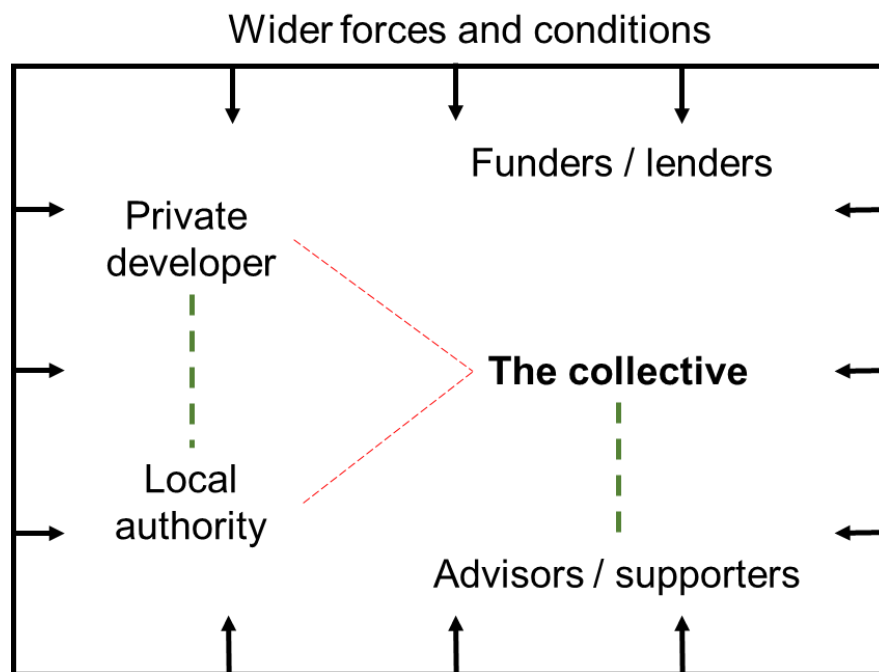 Wider forces and conditions
Funders / lenders
Private
developer
The collective
Local
authority
Advisors / supporters